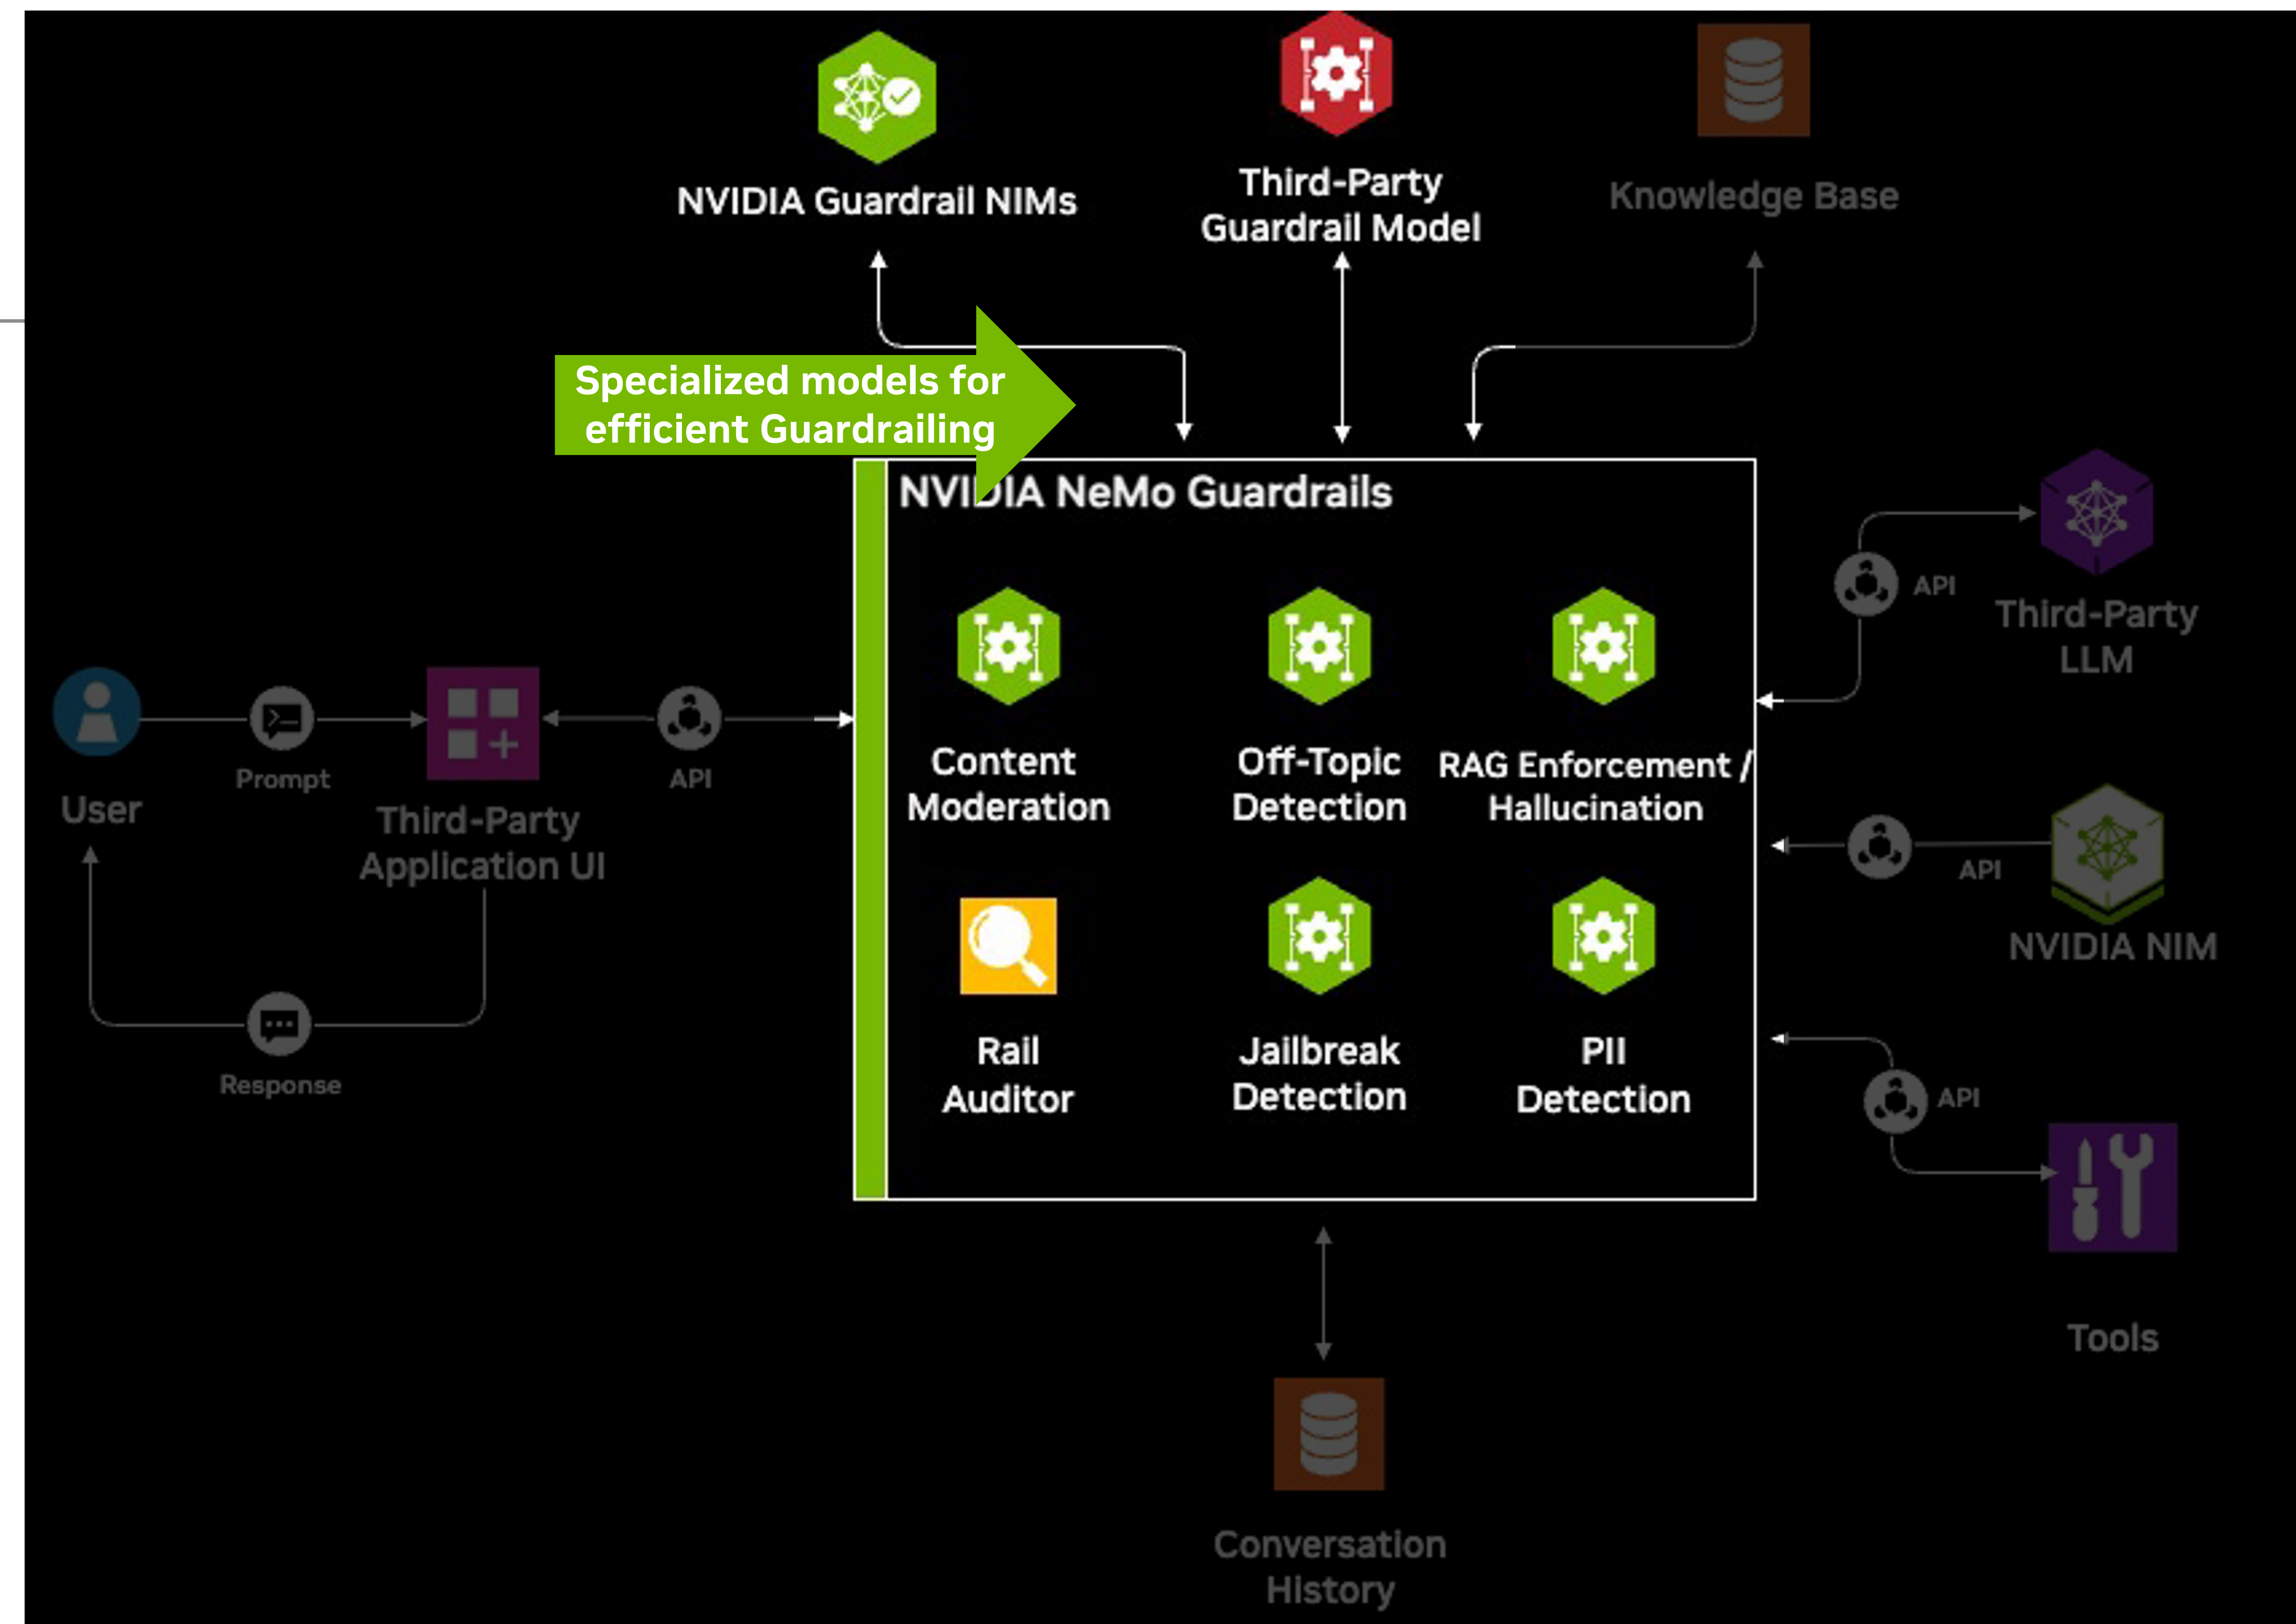 NVIDIA Guardrail NIMs
Third-Party
Guardrail Model
Knowledge Base
Specialized models for
efficient Guardrailing
NVIDIA NeMo Guardrails
Content
Moderation
Off-Topic
Detection
RAG Enforcement /
Hallucination
Rail
Auditor
Jailbreak
Detection
PII
Detection
User
Prompt
Third-Party
Application UI
API
Response
API
Third-Party
LLM
API
NVIDIA NIM
API
Tools
Conversation
History